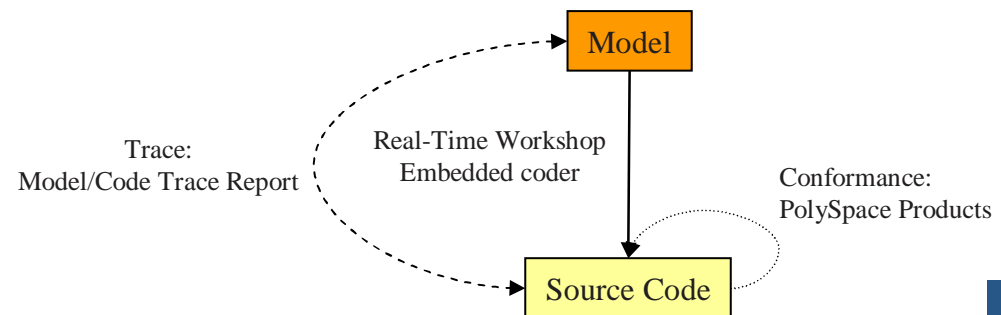 Model
Trace:
Model/Code Trace Report
Real-Time Workshop
Embedded coder
Conformance:
PolySpace Products
Source Code